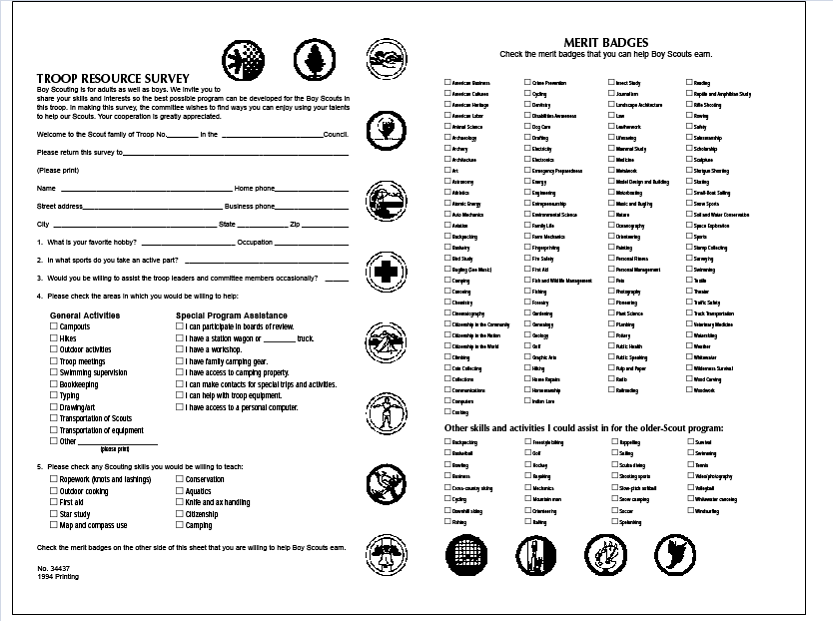 TROOP RESOURCE SURVEY
Boy Scouting is for adults as well as boys. We invite you to
share your skills and interests so the best possible program can be developed for the Boy Scouts in
this troop. In making this survey, the committee wishes to find ways you can enjoy using your talents
to help our Scouts. Your cooperation is greatly appreciated.
Welcome to the Scout family of Troop No.________ in the ________________________Council.
Please return this survey to____________________________________________________
(Please print)
Name ________________________________________ Home phone__________________
Street address________________________________ Business phone__________________
City ________________________________________ State ____________ Zip ____________
1. What is your favorite hobby? ______________________ Occupation __________________
2. In what sports do you take an active part? ________________________________________
3. Would you be willing to assist the troop leaders and committee members occasionally? ______
4. Please check the areas in which you would be willing to help:
General Activities
Campouts
Hikes
Outdoor activities
Troop meetings
Swimming supervision
Bookkeeping
Typing
Drawing/art
Transportation of Scouts
Transportation of equipment
Other ____________________
(please print)
Special Program Assistance
I can participate in boards of review.
I have a station wagon or ________ truck.
I have a workshop.
I have family camping gear.
I have access to camping property.
I can make contacts for special trips and activities.
I can help with troop equipment.
I have access to a personal computer.
5. Please check any Scouting skills you would be willing to teach:
Ropework (knots and lashings)
Outdoor cooking
First aid
Star study
Map and compass use
Conservation
Aquatics
Knife and ax handling
Citizenship
Camping
Check the merit badges on the other side of this sheet that you are willing to help Boy Scouts earn.
No. 34437
1994 Printing
MERIT BADGES
Check the merit badges that you can help Boy Scouts earn.
American Business
American Cultures
American Heritage
American Labor
Animal Science
Archaeology
Archery
Architecture
Art
Astronomy
Athletics
Atomic Energy
Auto Mechanics
Aviation
Backpacking
Basketry
Bird Study
Bugling (See Music)
Camping
Canoeing
Chemistry
Cinematography
Citizenship in the Community
Citizenship in the Nation
Citizenship in the World
Climbing
Coin Collecting
Collections
Communications
Computers
Cooking
Crime Prevention
Cycling
Dentistry
Disabilities Awareness
Dog Care
Drafting
Electricity
Electronics
Emergency Preparedness
Energy
Engineering
Entrepreneurship
Environmental Science
Family Life
Farm Mechanics
Fingerprinting
Fire Safety
First Aid
Fish and Wildlife Management
Fishing
Forestry
Gardening
Genealogy
Geology
Golf
Graphic Arts
Hiking
Home Repairs
Horsemanship
Indian Lore
Insect Study
Journalism
Landscape Architecture
Law
Leatherwork
Lifesaving
Mammal Study
Medicine
Metalwork
Model Design and Building
Motorboating
Music and Bugling
Nature
Oceanography
Orienteering
Painting
Personal Fitness
Personal Management
Pets
Photography
Pioneering
Plant Science
Plumbing
Pottery
Public Health
Public Speaking
Pulp and Paper
Radio
Railroading
Reading
Reptile and Amphibian Study
Rifle Shooting
Rowing
Safety
Salesmanship
Scholarship
Sculpture
Shotgun Shooting
Skating
Small-Boat Sailing
Snow Sports
Soil and Water Conservation
Space Exploration
Sports
Stamp Collecting
Surveying
Swimming
Textile
Theater
Traffic Safety
Truck Transportation
Veterinary Medicine
Waterskiing
Weather
Whitewater
Wilderness Survival
Wood Carving
Woodwork
Other skills and activities I could assist in for the older-Scout program:
Backpacking
Basketball
Bowling
Business
Cross-country skiing
Cycling
Downhill skiing
Fishing
Freestyle biking
Golf
Hockey
Kayaking
Mechanics
Mountain man
Orienteering
Rafting
Rappelling
Sailing
Scuba diving
Shooting sports
Slow-pitch softball
Snow camping
Soccer
Spelunking
Survival
Swimming
Tennis
Video/photography
Volleyball
Whitewater canoeing
Windsurfing